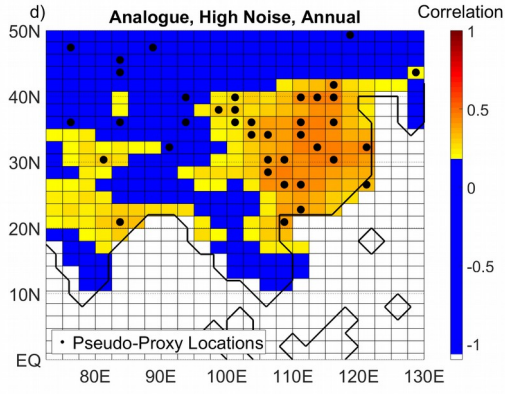 d) Analogue, High Noise, Annual Correlation
50N
40N
30N
20N
10N
EQ
80E 90E 100E 110E 120E 130E
• Pseudo-Proxy Locations
1
0.5
0
-0.5
-1